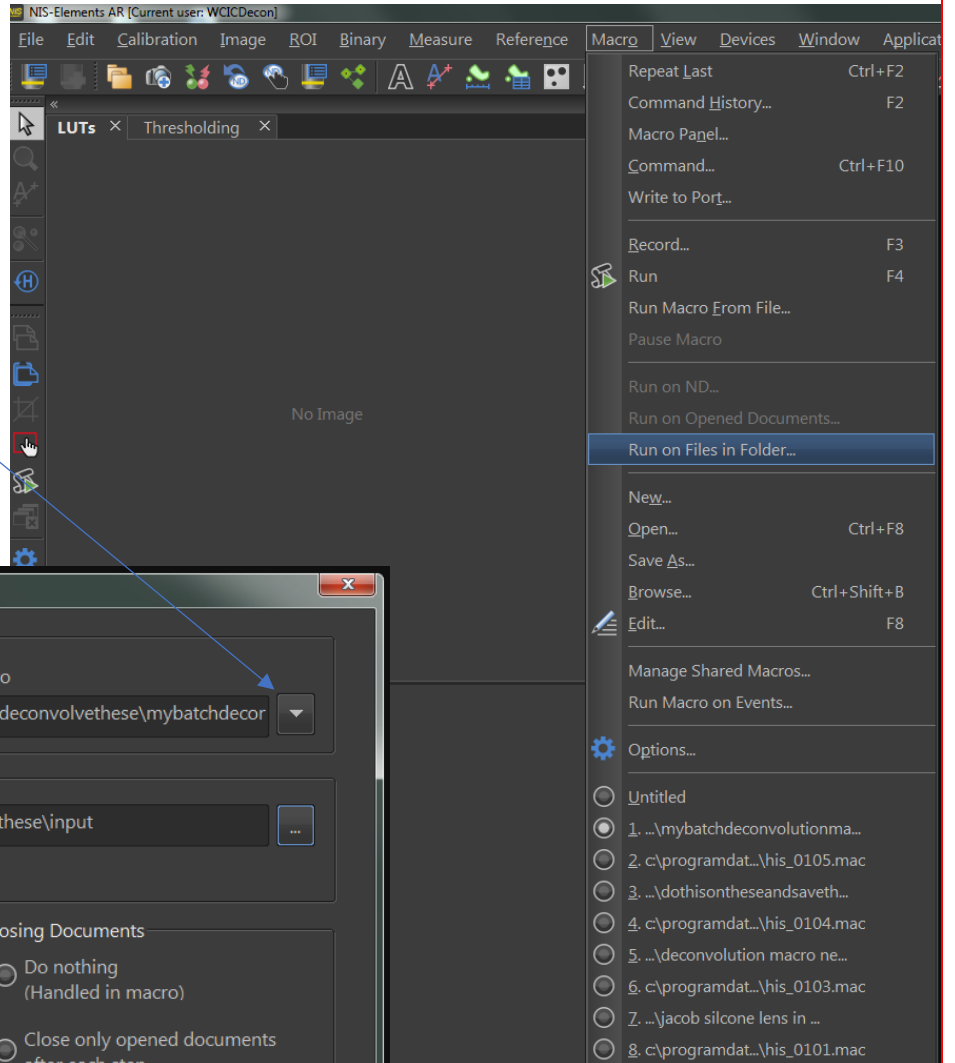 NIS-Elements AR [Current user: WCICDecon]
File Edit Calibration Image ROI Binary Measure Reference Macro View Devices Window Applicat
LUTs × Thresholding ×
No Image
Repeat Last Ctrl+F2
Command History... F2
Macro Panel...
Command... Ctrl+F10
Write to Port...
Record... F3
Run F4
Run Macro From File...
Pause Macro
Run on ND...
Run on Opened Documents...
Run on Files in Folder...
New...
Open... Ctrl+F8
Save As...
Browse... Ctrl+Shift+B
Edit... F8
Manage Shared Macros...
Run Macro on Events...
Options...
Untitled
1. ...\mybatchdeconvolutionma...
2. c:\programdat...\his_0105.mac
3. ...\dothisontheseandsaveth...
4. c:\programdat...\his_0104.mac
5. ...\deconvolution macro ne...
6. c:\programdat...\his_0103.mac
7. ...\jacob silcone lens in ...
8. c:\programdat...\his_0101.mac
o
deconvolvethese\mybatchdecor
these\input
...
osing Documents
Do nothing
(Handled in macro)
Close only opened documents
after each step